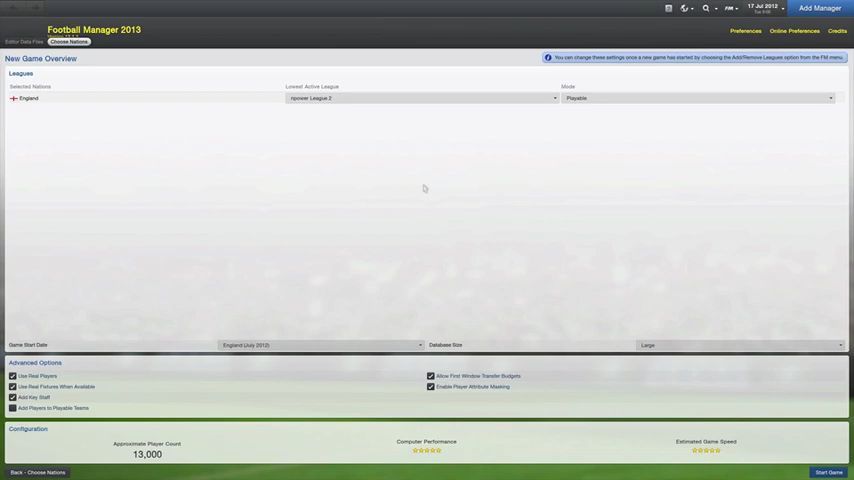 FM
17 Jul 2012
Add Manager
Football Manager 2013
Preferences
Online Preferences
Credits
Editor Data Files
Choose Nations
New Game Overview
You can change these settings once a new game has started by choosing the Add/Remove Leagues option from the FM menu.
Leagues
Selected Nations
Lowest Active League
Mode
England
npower League 2
Playable
Game Start Date
England (July 2012)
Database Size
Large
Advanced Options
Use Real Players
Allow First Window Transfer Budgets
Use Real Fixtures When Available
Enable Player Attribute Masking
Add Key Staff
Add Players to Playable Teams
Configuration
Approximate Player Count
Computer Performance
Estimated Game Speed
13,000
Back - Choose Nations
Start Game